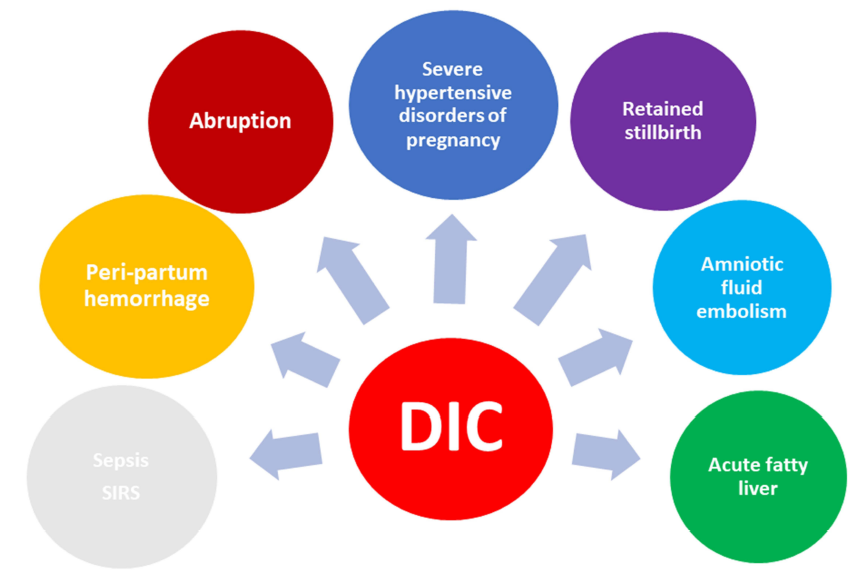 Severe
hypertensive
disorders of
pregnancy
Abruption
Retained
stillbirth
Peri-partum
hemorrhage
Amniotic
fluid
embolism
DIC
Sepsis
SIRS
Acute fatty
liver